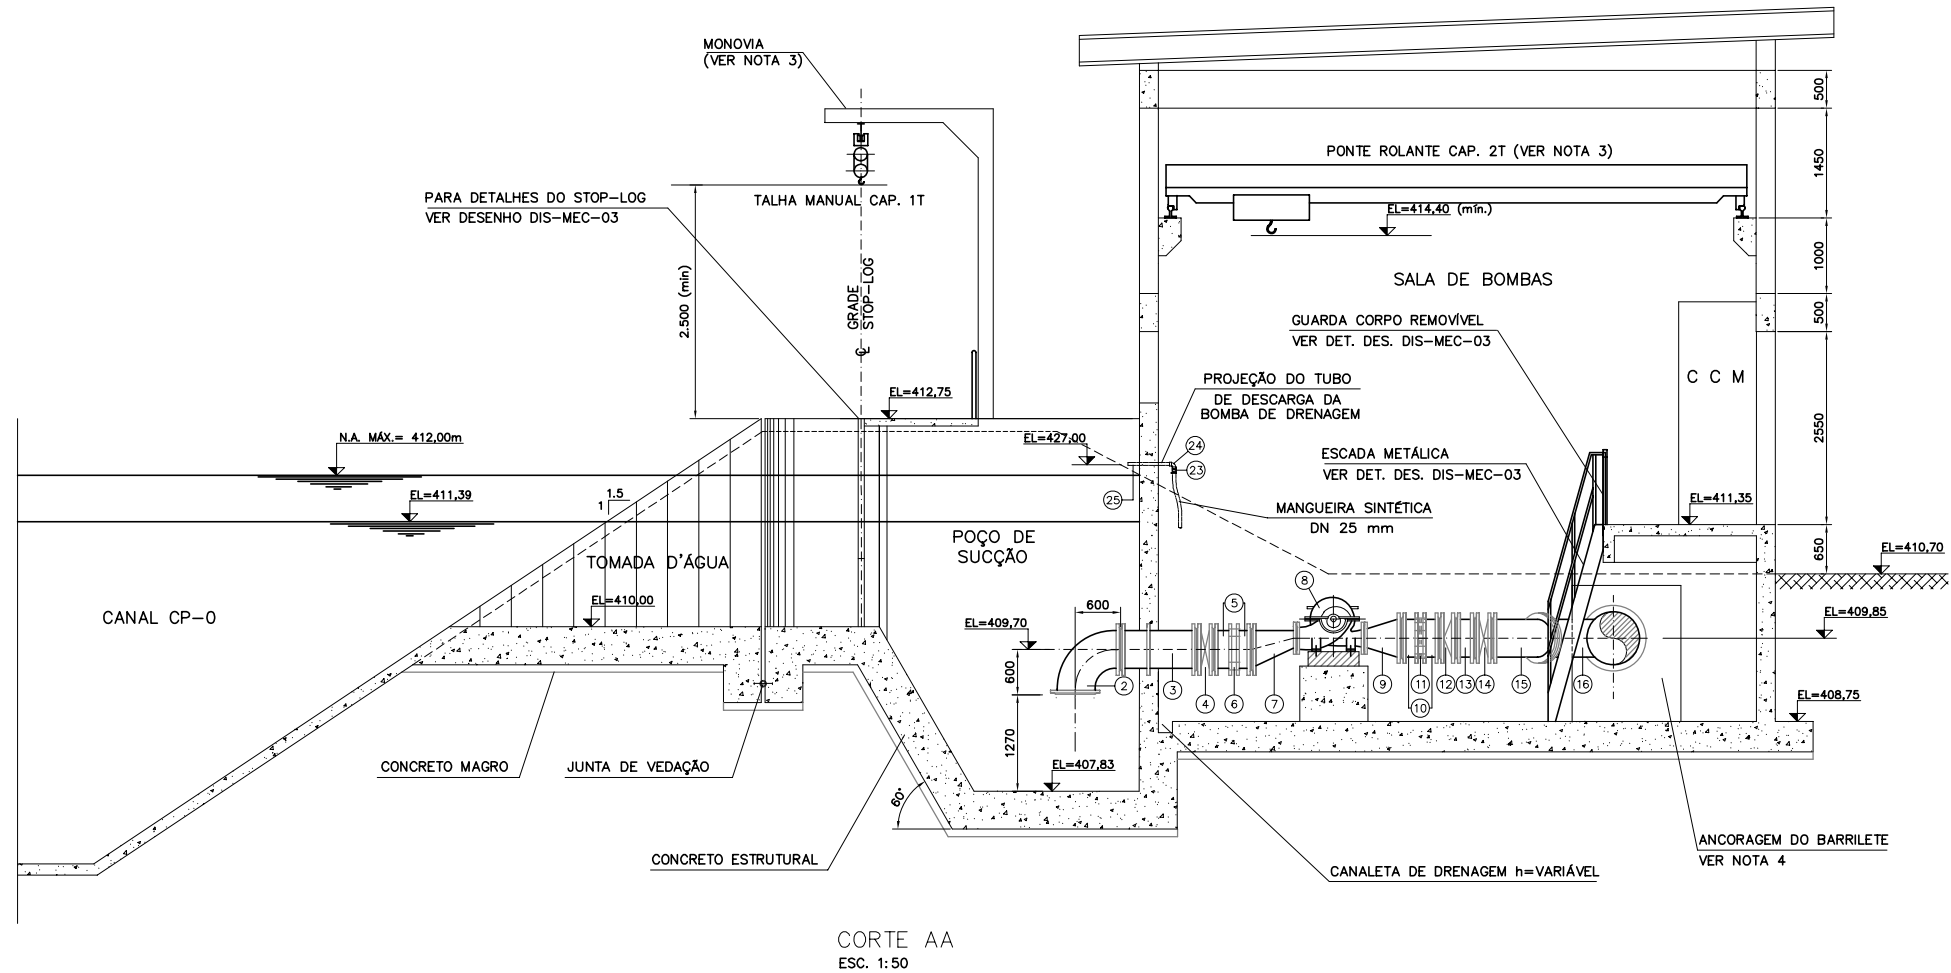 MONOVIA
(VER NOTA 3)
500
1450
PONTE ROLANTE CAP. 2T (VER NOTA 3)
PARA DETALHES DO STOP-LOG
VER DESENHO DIS-MEC-03
TALHA MANUAL CAP. 1T
EL=414,40 (mín.)
2.500 (min)
GRADE
STOP-LOG
CL
1000
SALA DE BOMBAS
500
GUARDA CORPO REMOVÍVEL
VER DET. DES. DIS-MEC-03
C C M
PROJEÇÃO DO TUBO
DE DESCARGA DA
BOMBA DE DRENAGEM
EL=412,75
2550
N.A. MÁX.= 412,00m
EL=427,00
24
23
25
ESCADA METÁLICA
VER DET. DES. DIS-MEC-03
EL=411,39
1.5
1
EL=411,35
MANGUEIRA SINTÉTICA
DN 25 mm
POÇO DE
SUCÇÃO
650
EL=410,70
TOMADA D'ÁGUA
EL=410,00
CANAL CP-0
600
EL=409,70
5
8
EL=409,85
600
2
3
4
6
7
9
11
10
12
13
14
15
16
EL=408,75
1270
CONCRETO MAGRO
JUNTA DE VEDAÇÃO
EL=407,83
60°
CONCRETO ESTRUTURAL
CANALETA DE DRENAGEM h=VARIÁVEL
ANCORAGEM DO BARRILETE
VER NOTA 4
CORTE AA
ESC. 1:50